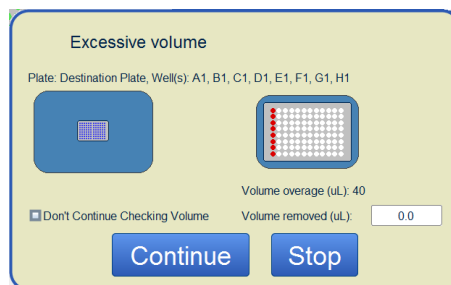 Excessive volume
Plate: Destination Plate, Well(s): A1, B1, C1, D1, E1, F1, G1, H1
Volume overage (uL): 40
Don't Continue Checking Volume
Volume removed (uL):
0.0
Continue
Stop